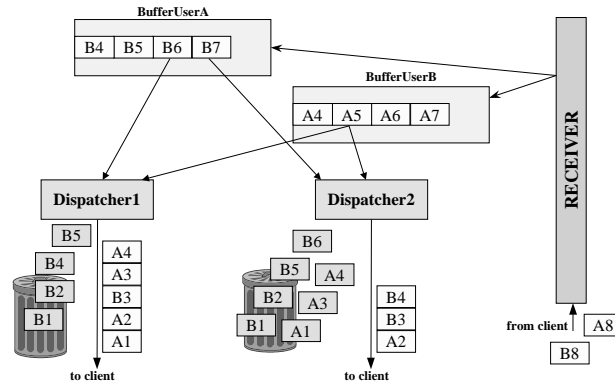 BufferUserA
B4 B5 B6 B7
BufferUserB
A4 A5 A6 A7
RECEIVER
Dispatcher1
Dispatcher2
B5
B4
B2
B1
A4
A3
B3
A2
A1
to client
B6
B5
A4
B2
A3
B1
A1
B4
B3
A2
to client
from client
A8
B8